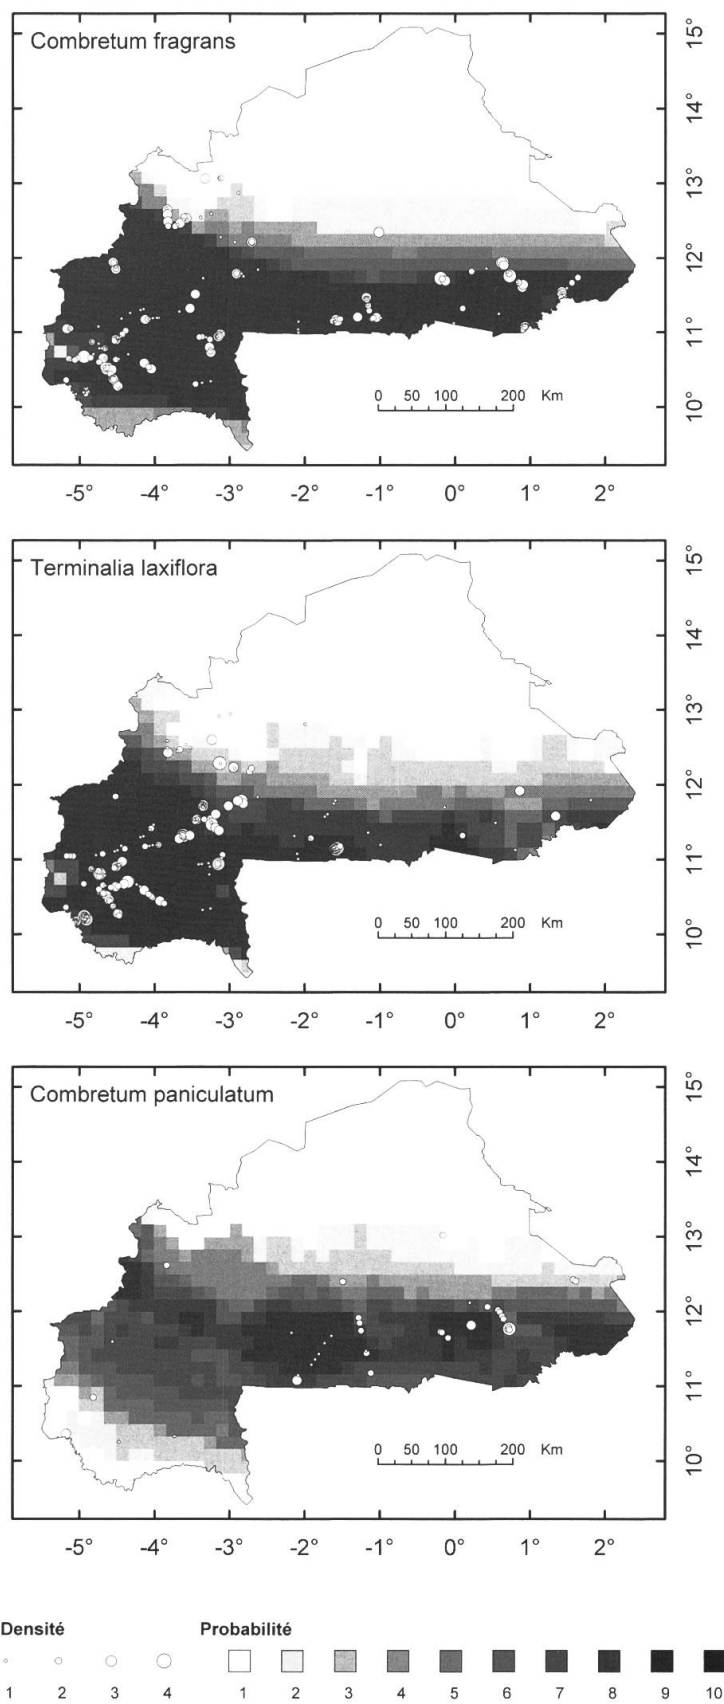 Combretum fragrans
15°
14°
13°
12°
11°
10°
0 50 100 200 Km
-5° -4° -3° -2° -1° 0° 1° 2°
Terminalia laxiflora
15°
14°
13°
12°
11°
10°
0 50 100 200 Km
-5° -4° -3° -2° -1° 0° 1° 2°
Combretum paniculatum
15°
14°
13°
12°
11°
10°
0 50 100 200 Km
-5° -4° -3° -2° -1° 0° 1° 2°
Densité Probabilité
1 2 3 4 1 2 3 4 5 6 7 8 9 10